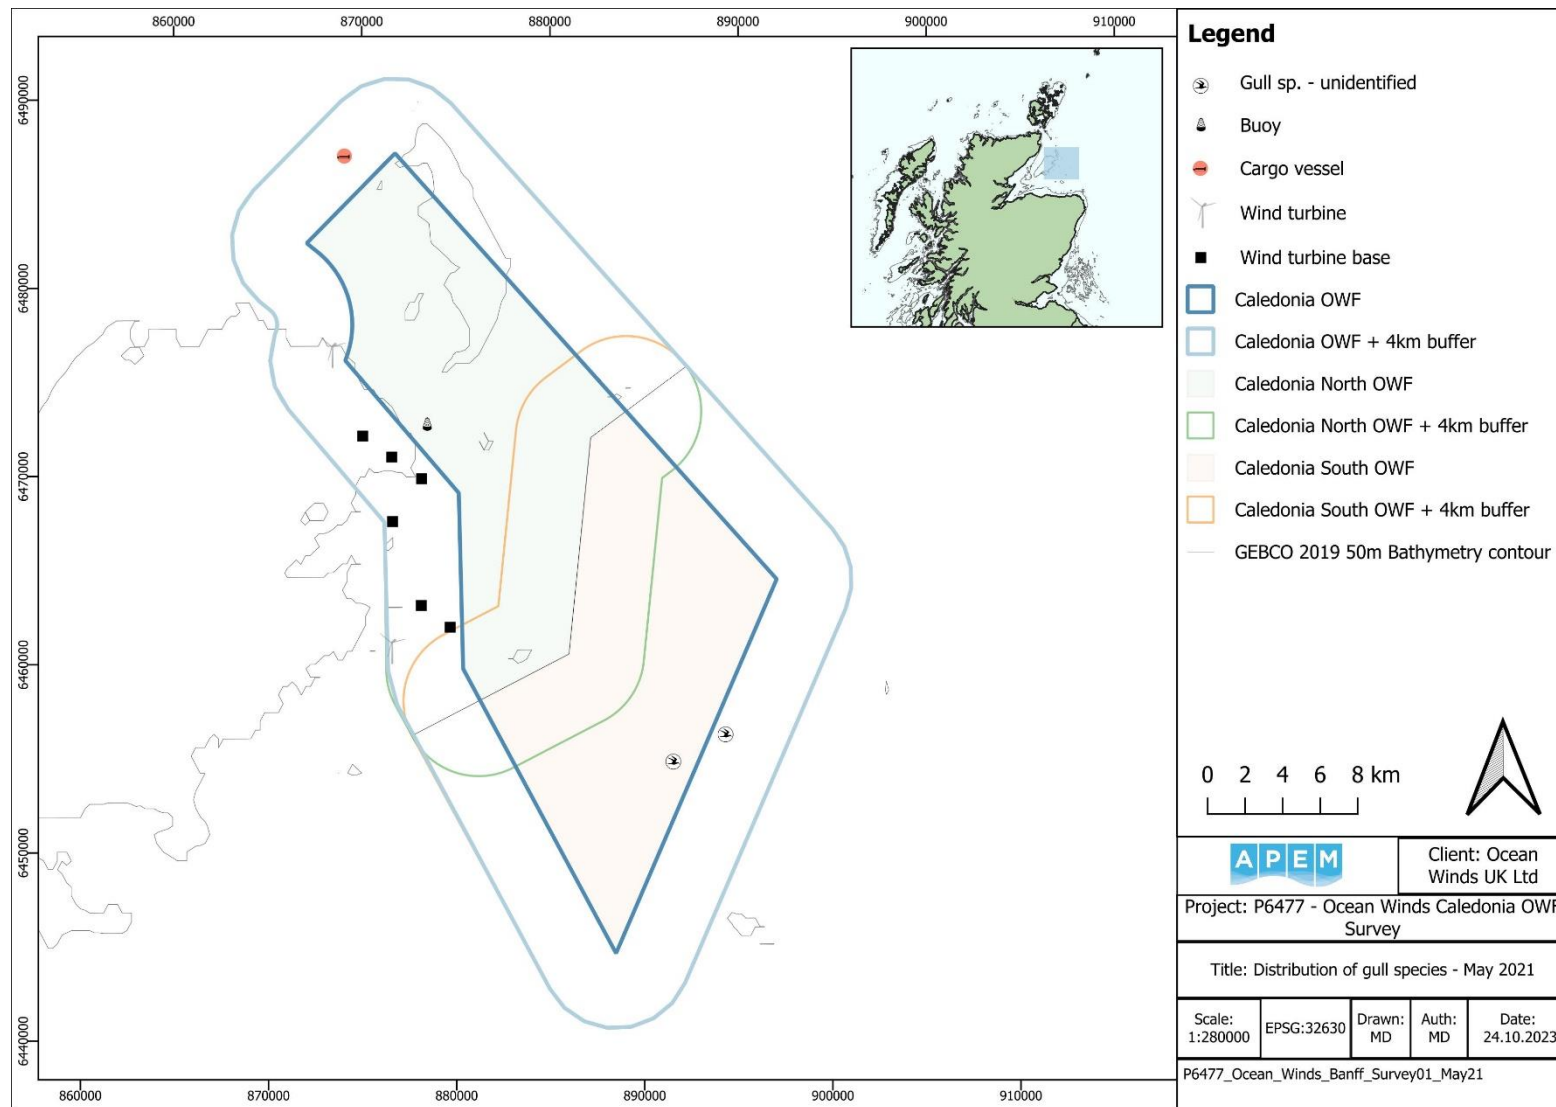 860000 870000 880000 890000 900000 910000
6490000
6480000
6470000
6460000
6450000
6440000
860000 870000 880000 890000 900000 910000
Legend
Gull sp. - unidentified
Buoy
Cargo vessel
Wind turbine
Wind turbine base
Caledonia OWF
Caledonia OWF + 4km buffer
Caledonia North OWF
Caledonia North OWF + 4km buffer
Caledonia South OWF
Caledonia South OWF + 4km buffer
GEBCO 2019 50m Bathymetry contour
0 2 4 6 8 km
APEM
Client: Ocean
Winds UK Ltd
Project: P6477 - Ocean Winds Caledonia OWF
Survey
Title: Distribution of gull species - May 2021
Scale:
1:280000
EPSG:32630
Drawn:
MD
Auth:
MD
Date:
24.10.2023
P6477_Ocean_Winds_Banff_Survey01_May21